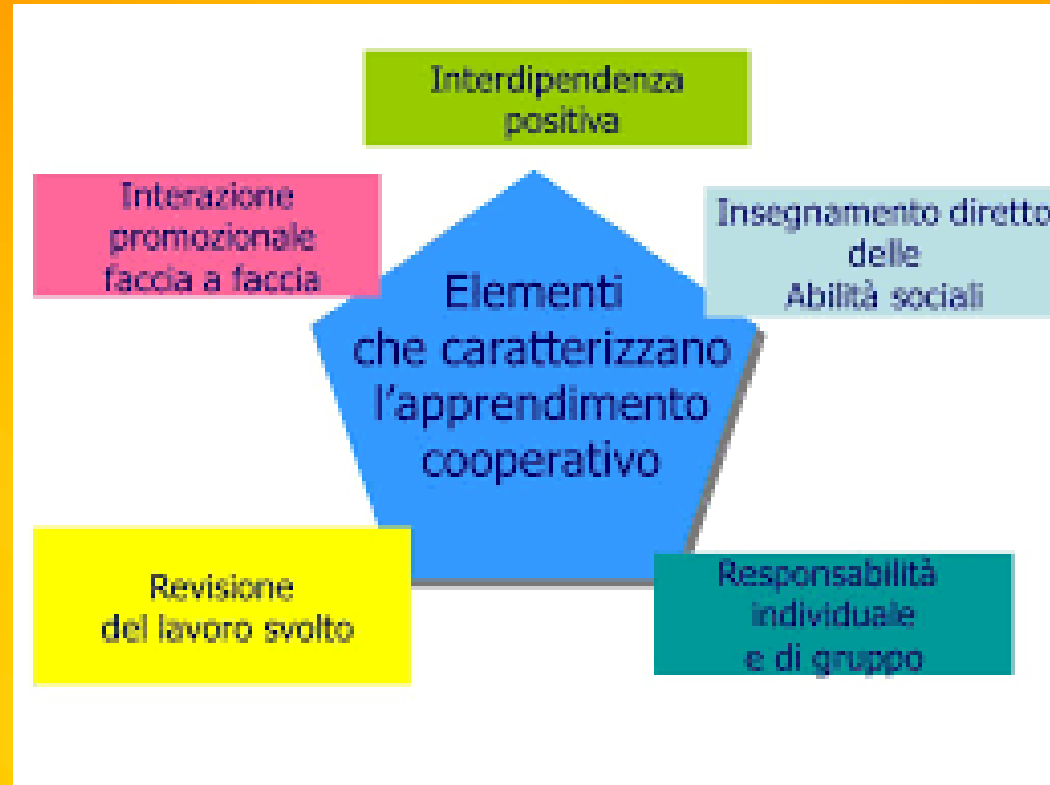 Interdipendenza
positiva
Interazione
promozionale
faccia a faccia
Insegnamento diretto
delle
Abilità sociali
Elementi
che caratterizzano
l'apprendimento
cooperativo
Revisione
del lavoro svolto
Responsabilità
individuale
e di gruppo